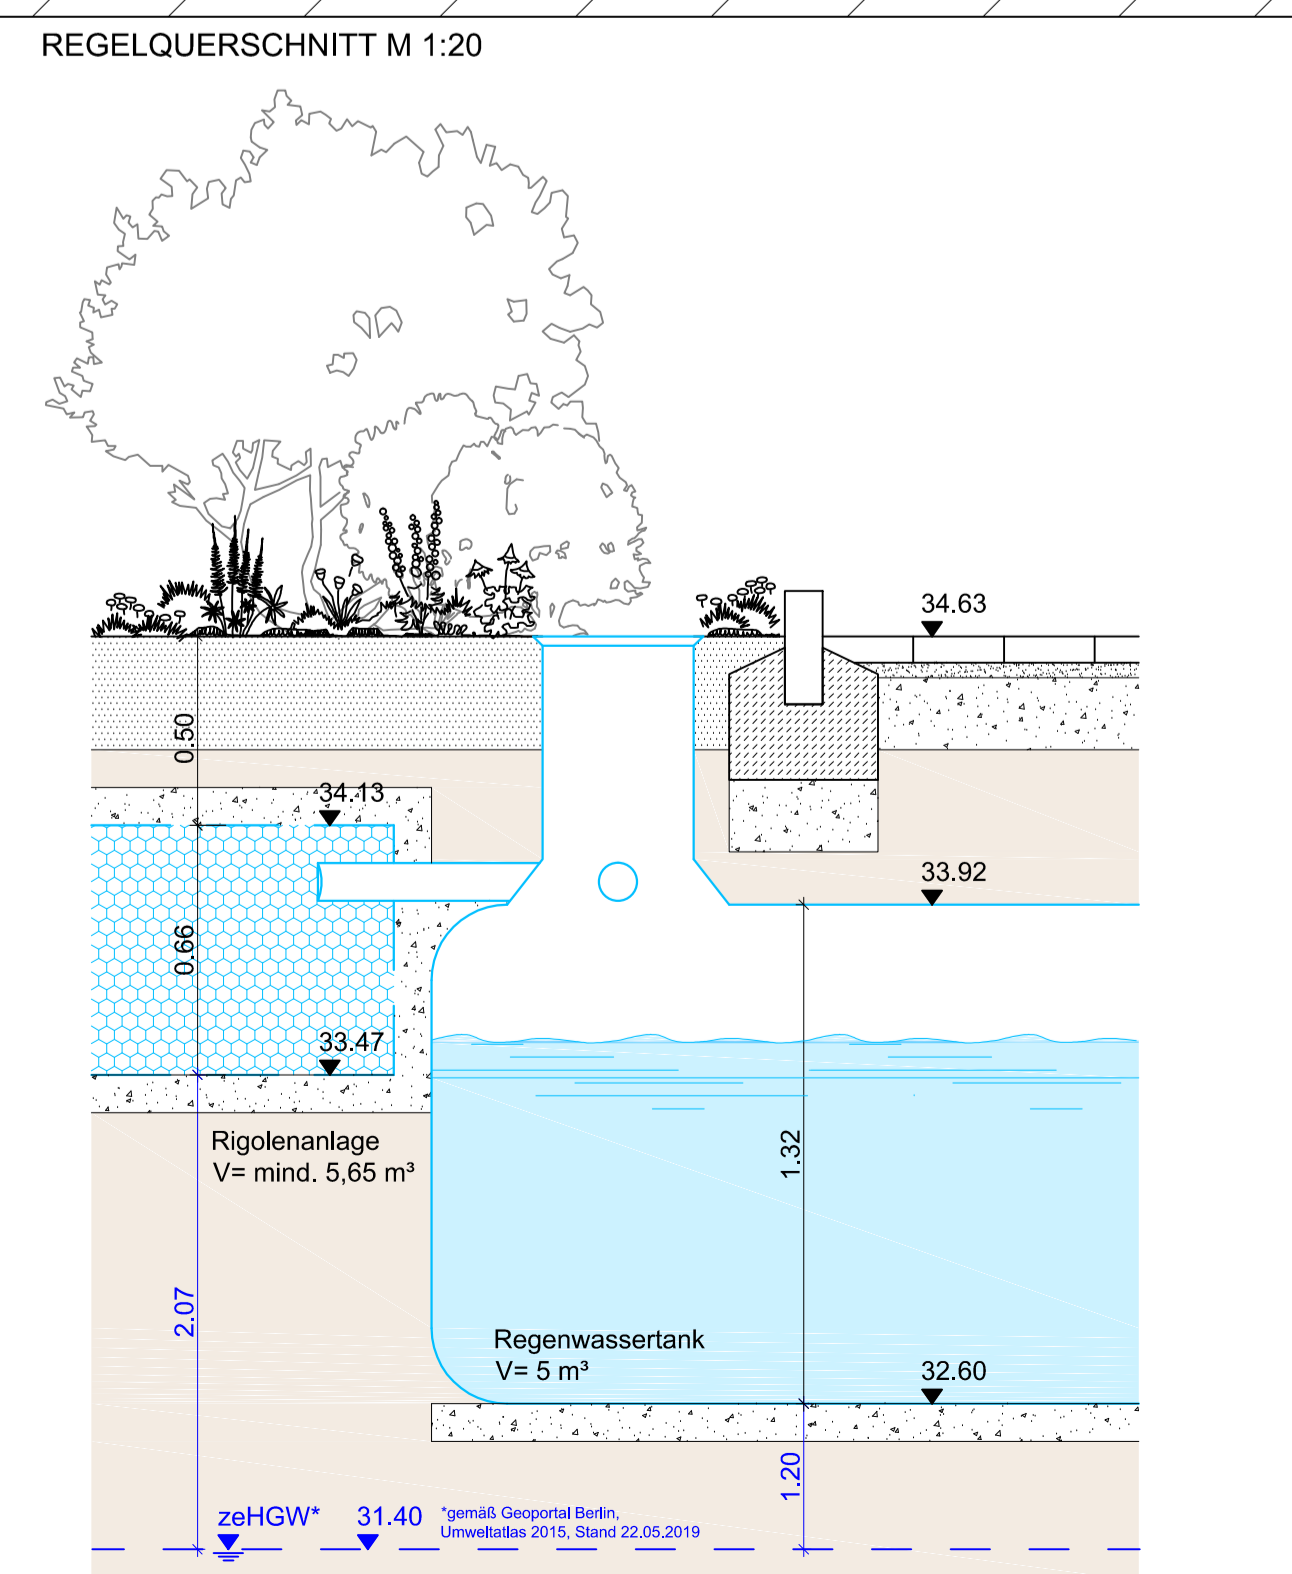 REGELQUERSCHNITT M 1:20
34.63
0.50
34.13
33.92
0.66
33.47
Rigolenanlage
V= mind. 5,65 m³
1.32
2.07
Regenwassertank
V= 5 m³
32.60
1.20
zeHGW* 31.40
*gemäß Geoportal Berlin,
Umweltatlas 2015, Stand 22.05.2019